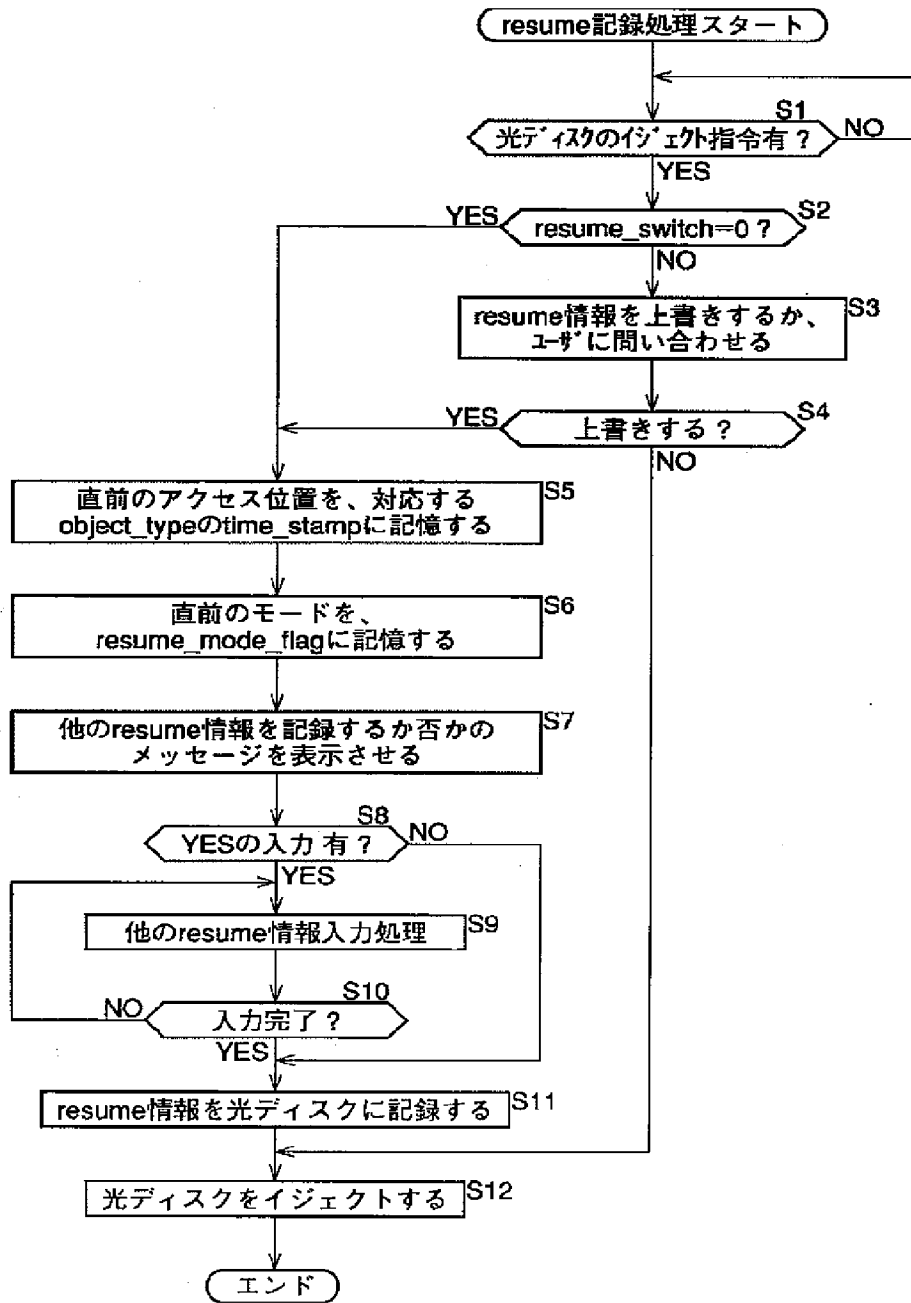 resume記録処理スタート
S1
光ディスクのイジェクト指令有?
NO
YES
S2
YES
resume_switch=0?
NO
S3
resume情報を上書きするか、
ユーザに問い合わせる
S4
YES
上書きする?
NO
S5
直前のアクセス位置を、対応する
object_typeのtime_stampに記憶する
S6
直前のモードを、
resume_mode_flagに記憶する
S7
他のresume情報を記録するか否かの
メッセージを表示させる
S8
YESの入力有?
NO
YES
他のresume情報入力処理
S9
S10
NO
入力完了?
YES
resume情報を光ディスクに記録する
S11
光ディスクをイジェクトする
S12
エンド